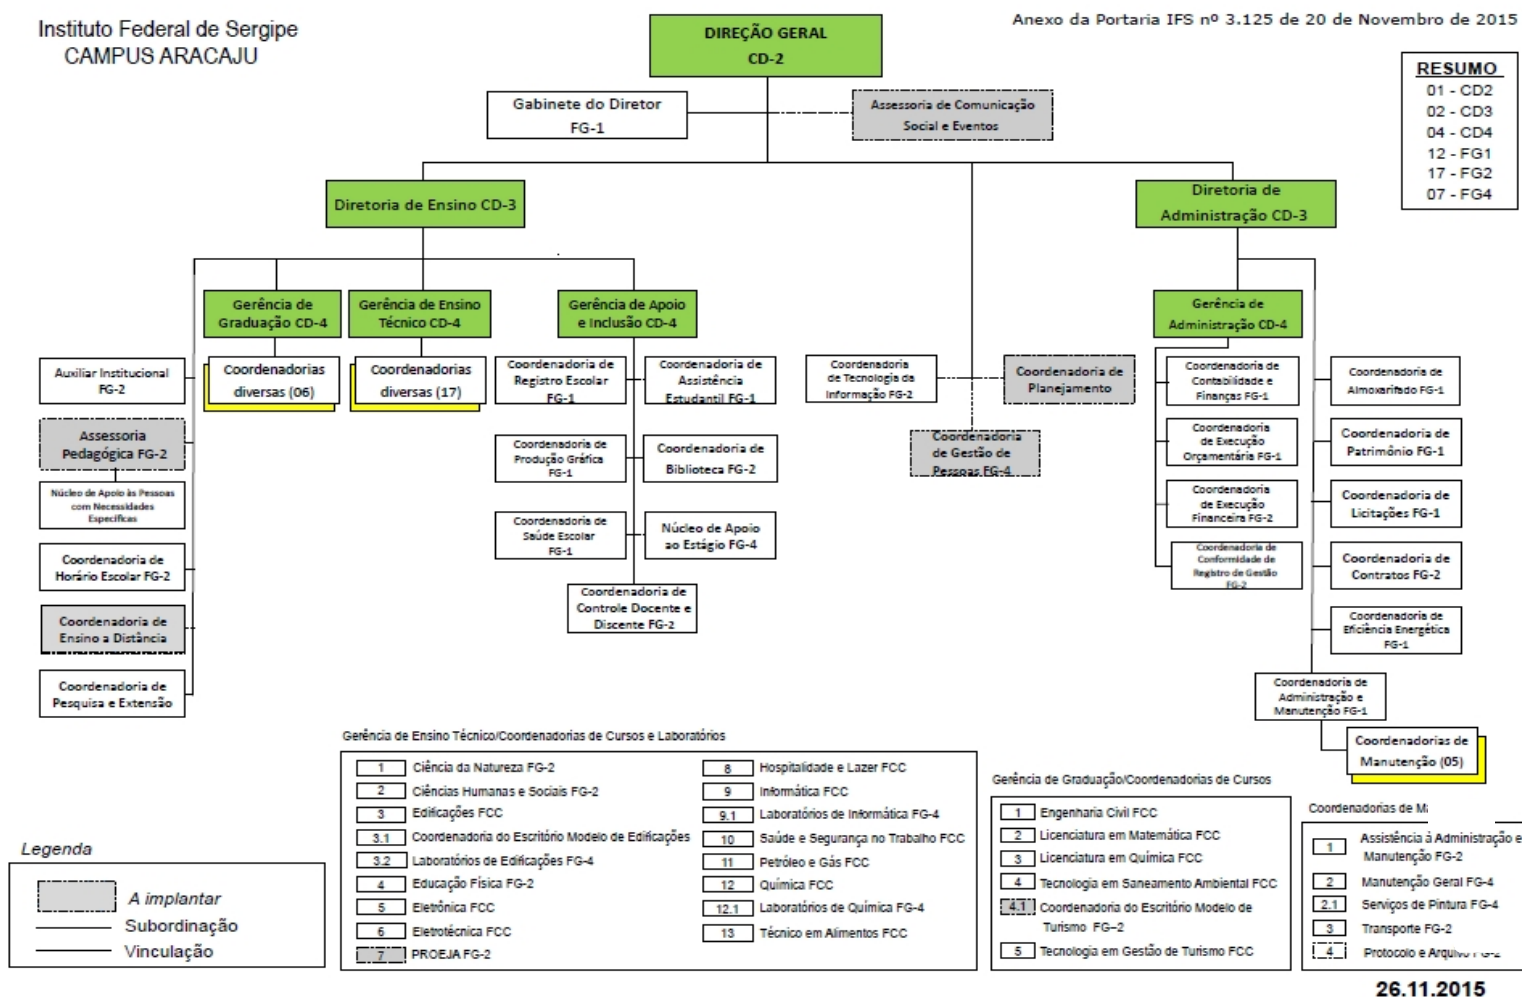 Instituto Federal de Sergipe
CAMPUS ARACAJU
Anexo da Portaria IFS nº 3.125 de 20 de Novembro de 2015
DIREÇÃO GERAL
CD-2
RESUMO
01 - CD2
02 - CD3
04 - CD4
12 - FG1
17 - FG2
07 - FG4
Gabinete do Diretor
FG-1
Assessoria de Comunicação
Social e Eventos
Diretoria de Ensino CD-3
Diretoria de
Administração CD-3
Gerência de
Graduação CD-4
Gerência de Ensino
Técnico CD-4
Gerência de Apoio
e Inclusão CD-4
Gerência de
Administração CD-4
Auxiliar Institucional
FG-2
Coordenadorias
diversas (06)
Coordenadorias
diversas (17)
Coordenadoria de
Registro Escolar
FG-1
Coordenadoria de
Assistência
Estudantil FG-1
Coordenadoria
de Tecnologia da
Informação FG-2
Coordenadoria de
Planejamento
Coordenadoria de
Contabilidade e
Finanças FG-1
Coordenadoria de
Almoxarifado FG-1
Assessoria
Pedagógica FG-2
Coordenadoria de
Produção Gráfica
FG-1
Coordenadoria de
Biblioteca FG-2
Coordenadoria
de Gestão de
Pessoas FG-4
Coordenadoria
de Execução
Orçamentária FG-1
Coordenadoria de
Patrimônio FG-1
Núcleo de Apoio às Pessoas
com Necessidades
Específicas
Coordenadoria de
Saúde Escolar
FG-1
Núcleo de Apoio
ao Estágio FG-4
Coordenadoria
de Execução
Financeira FG-2
Coordenadoria de
Licitações FG-1
Coordenadoria de
Horário Escolar FG-2
Coordenadoria de
Controle Docente e
Discente FG-2
Coordenadoria de
Conformidade de
Registro de Gestão
FG-2
Coordenadoria de
Contratos FG-2
Coordenadoria de
Ensino a Distância
Coordenadoria de
Eficiência Energética
FG-1
Coordenadoria de
Pesquisa e Extensão
Coordenadoria de
Administração e
Manutenção FG-1
Coordenadorias de
Manutenção (05)
Gerência de Ensino Técnico/Coordenadorias de Cursos e Laboratórios
1 Ciência da Natureza FG-2
2 Ciências Humanas e Sociais FG-2
3 Edificações FCC
3.1 Coordenadoria do Escritório Modelo de Edificações
3.2 Laboratórios de Edificações FG-4
4 Educação Física FG-2
5 Eletrônica FCC
6 Eletrotécnica FCC
7 PROEJA FG-2
8 Hospitalidade e Lazer FCC
9 Informática FCC
9.1 Laboratórios de Informática FG-4
10 Saúde e Segurança no Trabalho FCC
11 Petróleo e Gás FCC
12 Química FCC
12.1 Laboratórios de Química FG-4
13 Técnico em Alimentos FCC
Gerência de Graduação/Coordenadorias de Cursos
1 Engenharia Civil FCC
2 Licenciatura em Matemática FCC
3 Licenciatura em Química FCC
4 Tecnologia em Saneamento Ambiental FCC
4.1 Coordenadoria do Escritório Modelo de
Turismo FG–2
5 Tecnologia em Gestão de Turismo FCC
Coordenadorias de
1 Assistência à Administração e
Manutenção FG-2
2 Manutenção Geral FG-4
2.1 Serviços de Pintura FG-4
3 Transporte FG-2
4 Protocolo e Arquivo FG-2
Legenda
A implantar
Subordinação
Vinculação
26.11.2015